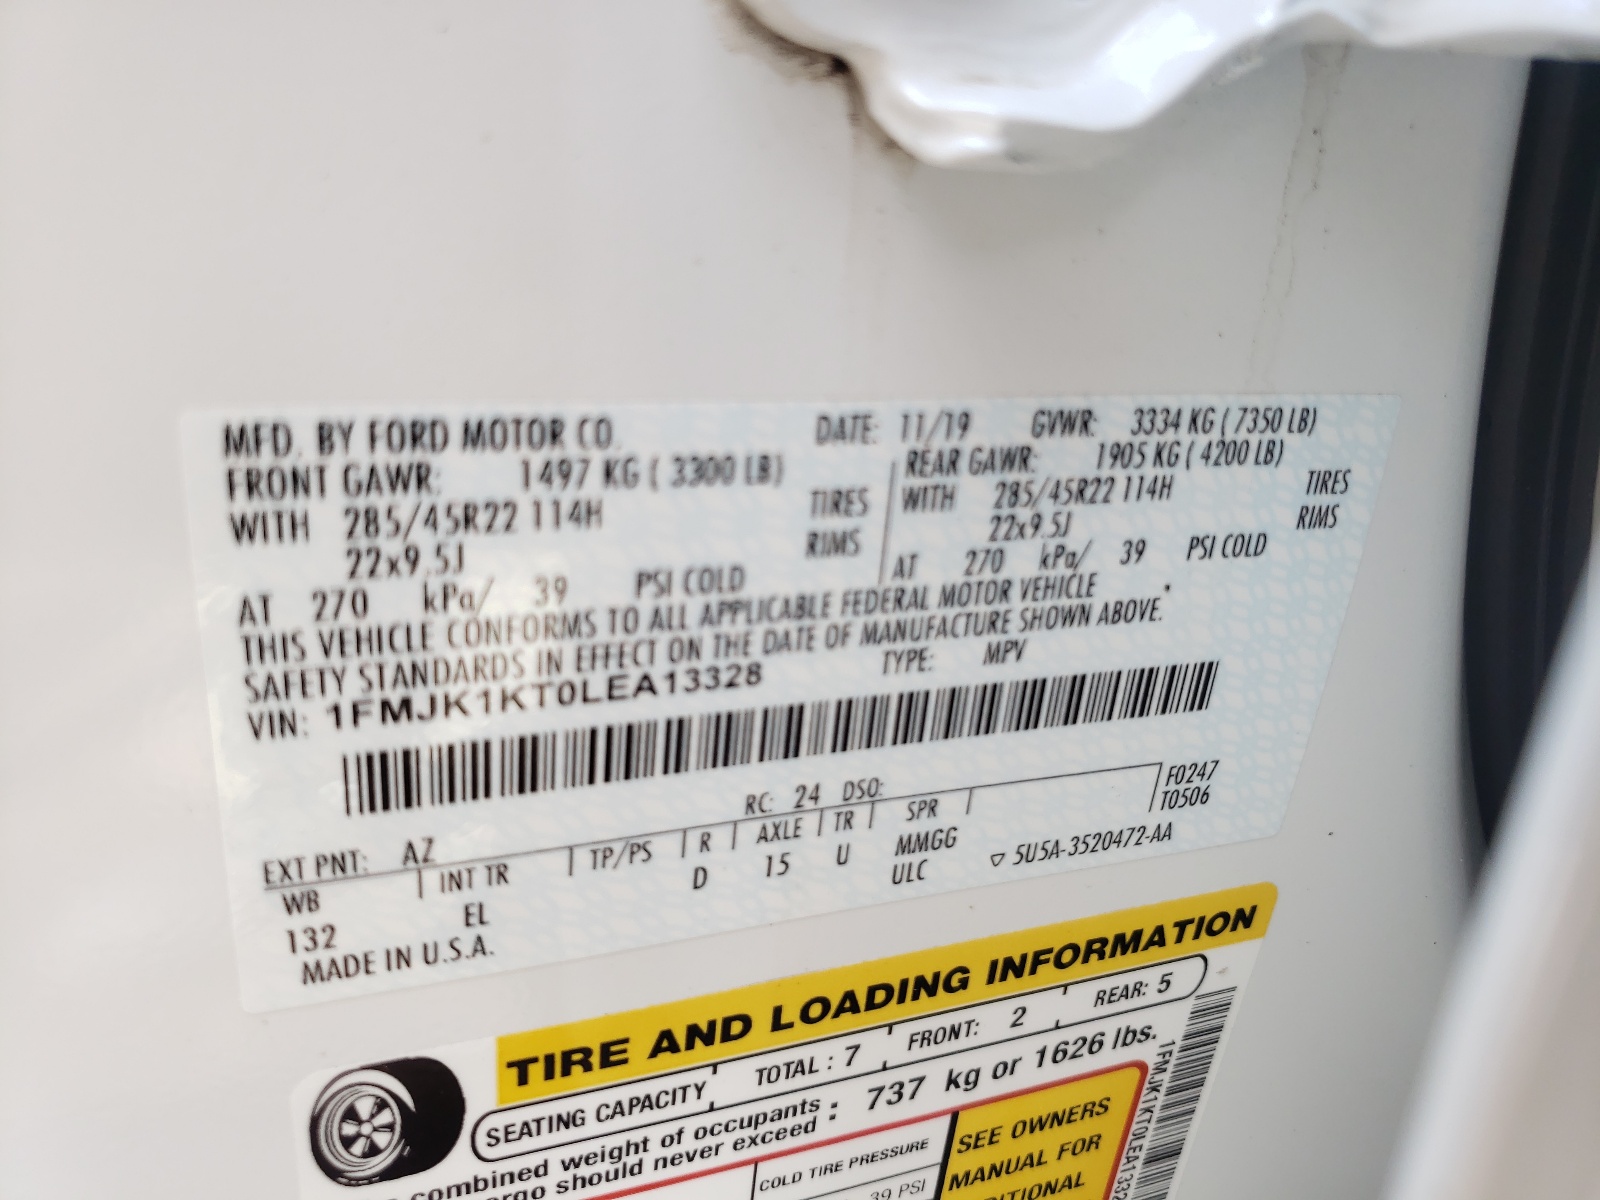 MFD. BY FORD MOTOR CO. DATE: 11/19 GVWR: 3334 KG ( 7350 LB)
FRONT GAWR: 1497 KG ( 3300 LB) REAR GAWR: 1905 KG ( 4200 LB)
WITH 285/45R22 114H TIRES WITH 285/45R22 114H TIRES
22x9.5J RIMS 22x9.5J RIMS
AT 270 kPa/ 39 PSI COLD AT 270 kPa/ 39 PSI COLD
THIS VEHICLE CONFORMS TO ALL APPLICABLE FEDERAL MOTOR VEHICLE
SAFETY STANDARDS IN EFFECT ON THE DATE OF MANUFACTURE SHOWN ABOVE.
VIN: 1FMJK1KT0LEA13328 TYPE: MPV
F0247
T0506
EXT PNT: AZ RC: 24 DSO:
WB INT TR TP/PS R AXLE TR SPR
132 EL D 15 U MMGG
ULC ▽ 5U5A-3520472-AA
MADE IN U.S.A.
TIRE AND LOADING INFORMATION
SEATING CAPACITY TOTAL : 7 FRONT: 2 REAR: 5
combined weight of occupants
should never exceed : 737 kg or 1626 lbs.
COLD TIRE PRESSURE
39 PSI
SEE OWNERS
MANUAL FOR
1FMJK1KT0LEA1332